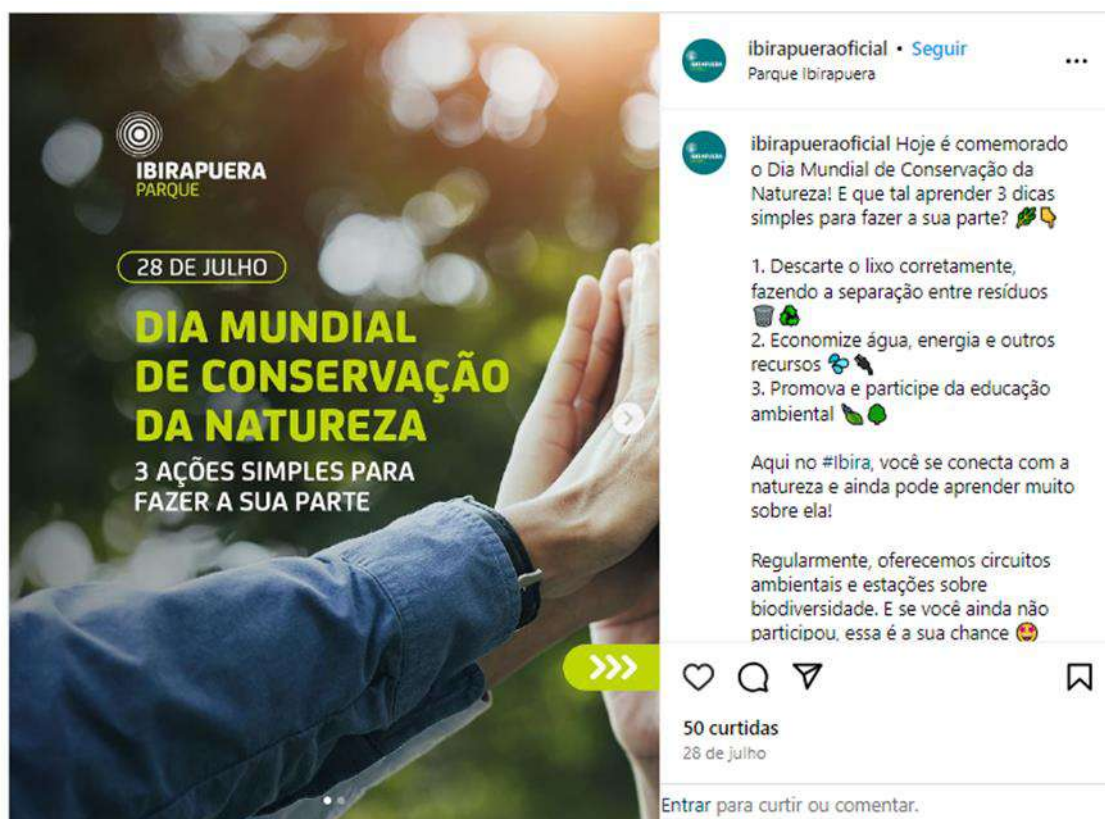 IBIRAPUERA
PARQUE
28 DE JULHO
DIA MUNDIAL
DE CONSERVAÇÃO
DA NATUREZA
3 AÇÕES SIMPLES PARA
FAZER A SUA PARTE
ibirapueraoficial • Seguir
Parque Ibirapuera
ibirapueraoficial Hoje é comemorado
o Dia Mundial de Conservação da
Natureza! E que tal aprender 3 dicas
simples para fazer a sua parte?
1. Descarte o lixo corretamente,
fazendo a separação entre resíduos
2. Economize água, energia e outros
recursos
3. Promova e participe da educação
ambiental
Aqui no #Ibira, você se conecta com a
natureza e ainda pode aprender muito
sobre ela!
Regularmente, oferecemos circuitos
ambientais e estações sobre
biodiversidade. E se você ainda não
participou, essa é a sua chance
50 curtidas
28 de julho
Entrar para curtir ou comentar.